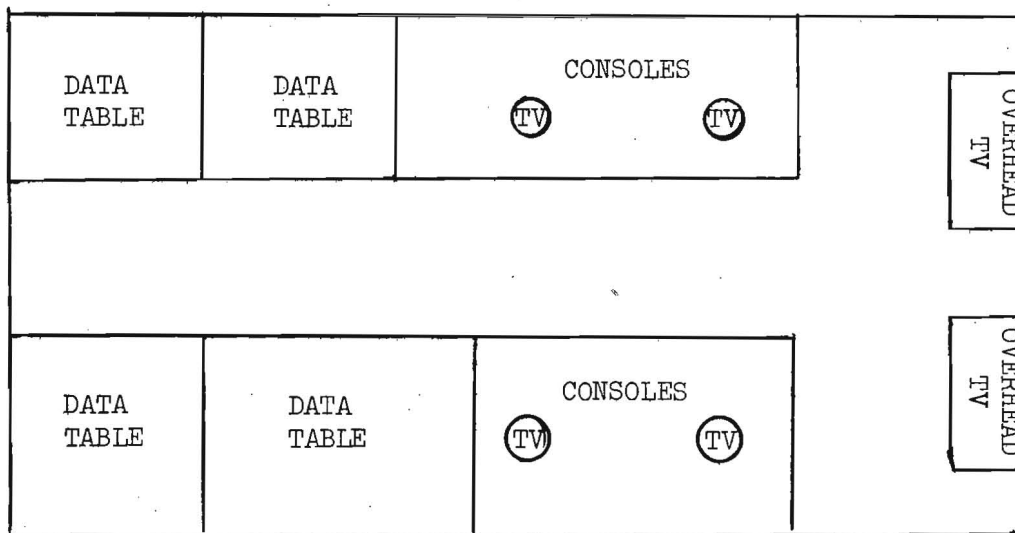 DATA
TABLE
DATA
TABLE
CONSOLES
TV
TV
OVERHEAD
TV
DATA
TABLE
DATA
TABLE
CONSOLES
TV
TV
OVERHEAD
TV